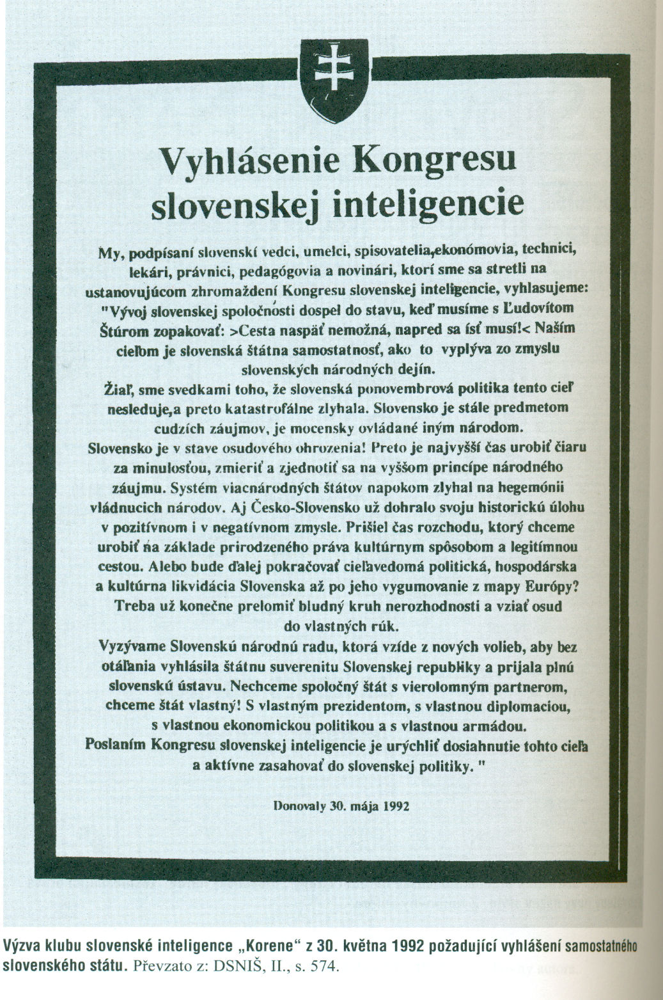 Vyhlásenie Kongresu
slovenskej inteligencie
My, podpísaní slovenskí vedci, umelci, spisovatelia,ekonómovia, technici,
lekári, právnici, pedagógovia a novinári, ktorí sme sa stretli na
ustanovujúcom zhromaždení Kongresu slovenskej inteligencie, vyhlasujeme:
"Vývoj slovenskej spoločnosti dospel do stavu, keď musíme s Ľudovítom
Štúrom zopakovať: >Cesta naspäť nemožná, napred sa ísť musí!< Naším
cieľom je slovenská štátna samostatnosť, ako to vyplýva zo zmyslu
slovenských národných dejín.
Žiaľ, sme svedkami toho, že slovenská ponovembrová politika tento cieľ
nesleduje,a preto katastrofálne zlyhala. Slovensko je stále predmetom
cudzích záujmov, je mocensky ovládané iným národom.
Slovensko je v stave osudového ohrozenia! Preto je najvyšší čas urobiť čiaru
za minulosťou, zmieriť a zjednotiť sa na vyššom princípe národného
záujmu. Systém viacnárodných štátov napokom zlyhal na hegemónii
vládnucich národov. Aj Česko-Slovensko už dohralo svoju historickú úlohu
v pozitívnom i v negatívnom zmysle. Prišiel čas rozchodu, ktorý chceme
urobiť na základe prirodzeného práva kultúrnym spôsobom a legitímnou
cestou. Alebo bude ďalej pokračovať cieľavedomá politická, hospodárska
a kultúrna likvidácia Slovenska až po jeho vygumovanie z mapy Európy?
Treba už konečne prelomiť bludný kruh nerozhodnosti a vziať osud
do vlastných rúk.
Vyzývame Slovenskú národnú radu, ktorá vzíde z nových volieb, aby bez
otáľania vyhlásila štátnu suverenitu Slovenskej republiky a prijala plnú
slovenskú ústavu. Nechceme spoločný štát s vierolomným partnerom,
chceme štát vlastný! S vlastným prezidentom, s vlastnou diplomaciou,
s vlastnou ekonomickou politikou a s vlastnou armádou.
Poslaním Kongresu slovenskej inteligencie je urýchliť dosiahnutie tohto cieľa
a aktívne zasahovať do slovenskej politiky. "
Donovaly 30. mája 1992
Výzva klubu slovenské inteligence „Korene“ z 30. května 1992 požadující vyhlášení samostatného
slovenského státu. Převzato z: DSNIŠ, II., s. 574.